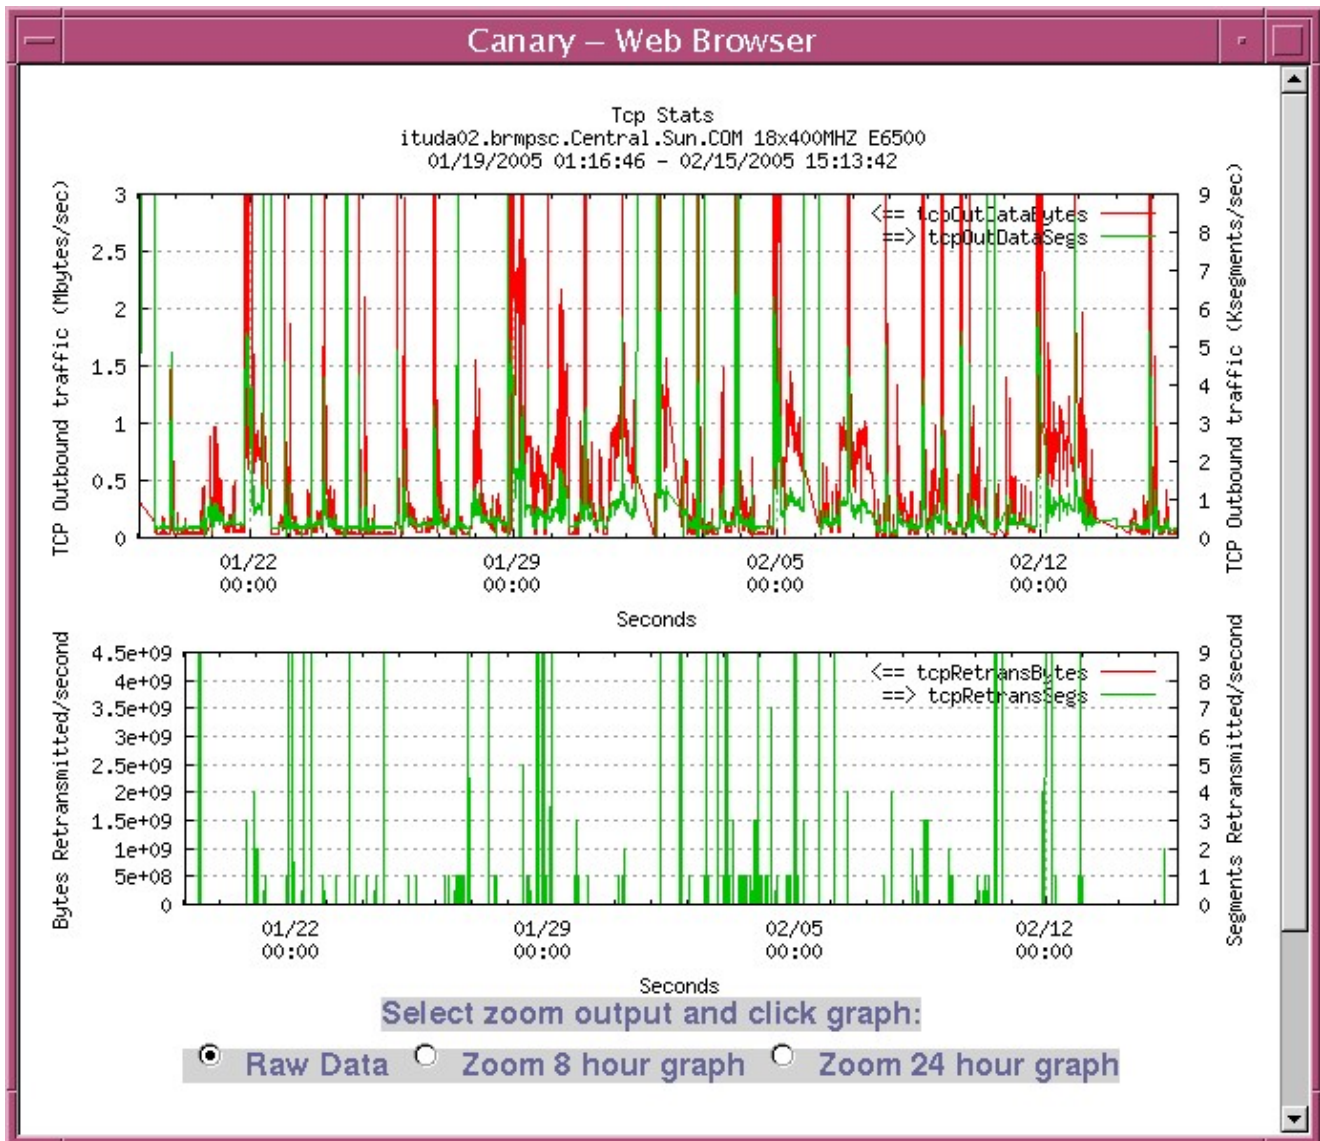 Canary – Web Browser
Tcp Stats
ituda02.brmpsc.Central.Sun.COM 18x400MHZ E6500
01/19/2005 01:16:46 - 02/15/2005 15:13:42
TCP Outbound traffic (Mbytes/sec)
3
2.5
2
1.5
1
0.5
0
<== tcpOutDataBytes
==> tcpOutDataSegs
9
8
7
6
5
4
3
2
1
0
TCP Outbound traffic (Ksegments/sec)
01/22 01/29 02/05 02/12
00:00 00:00 00:00 00:00
Seconds
Bytes Retransmitted/second
4.5e+09
4e+09
3.5e+09
3e+09
2.5e+09
2e+09
1.5e+09
1e+09
5e+08
0
<== tcpRetransBytes
==> tcpRetransSegs
9
8
7
6
5
4
3
2
1
0
Segments Retransmitted/second
01/22 01/29 02/05 02/12
00:00 00:00 00:00 00:00
Seconds
Select zoom output and click graph:
Raw Data Zoom 8 hour graph Zoom 24 hour graph